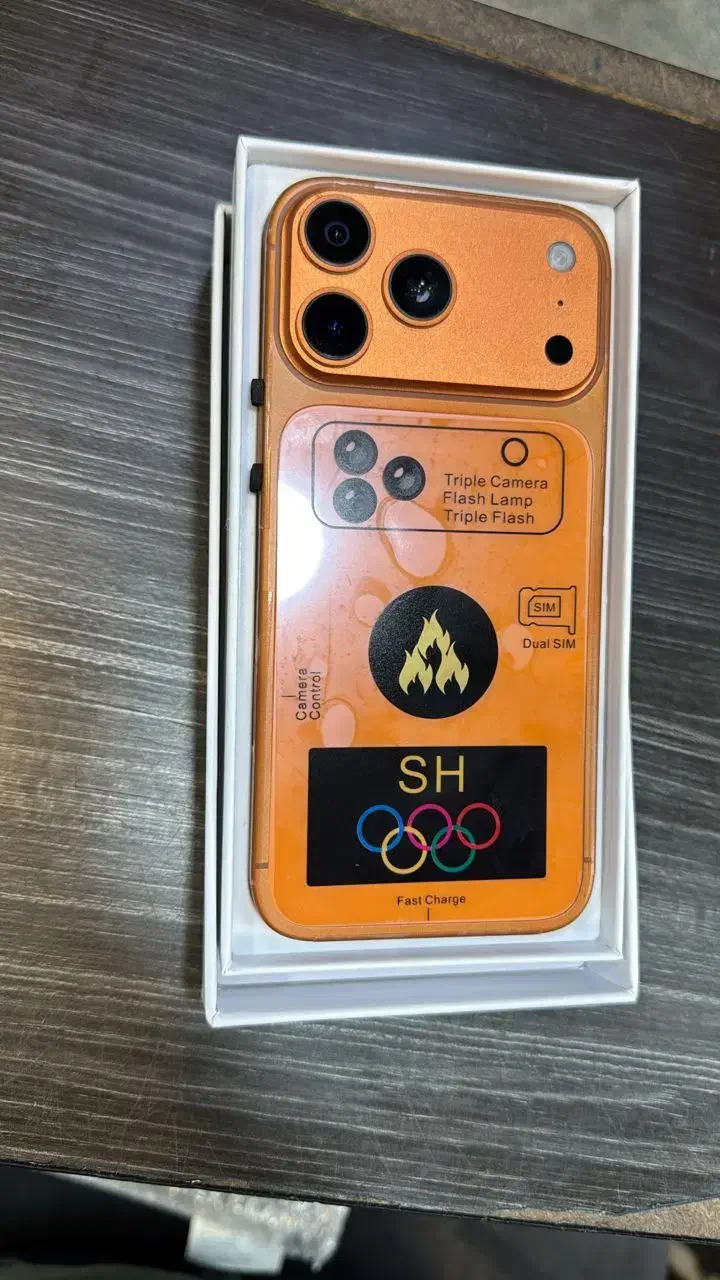 Triple Camera
Flash Lamp
Triple Flash
SIM
Dual SIM
Camera
Control
SH
Fast Charge